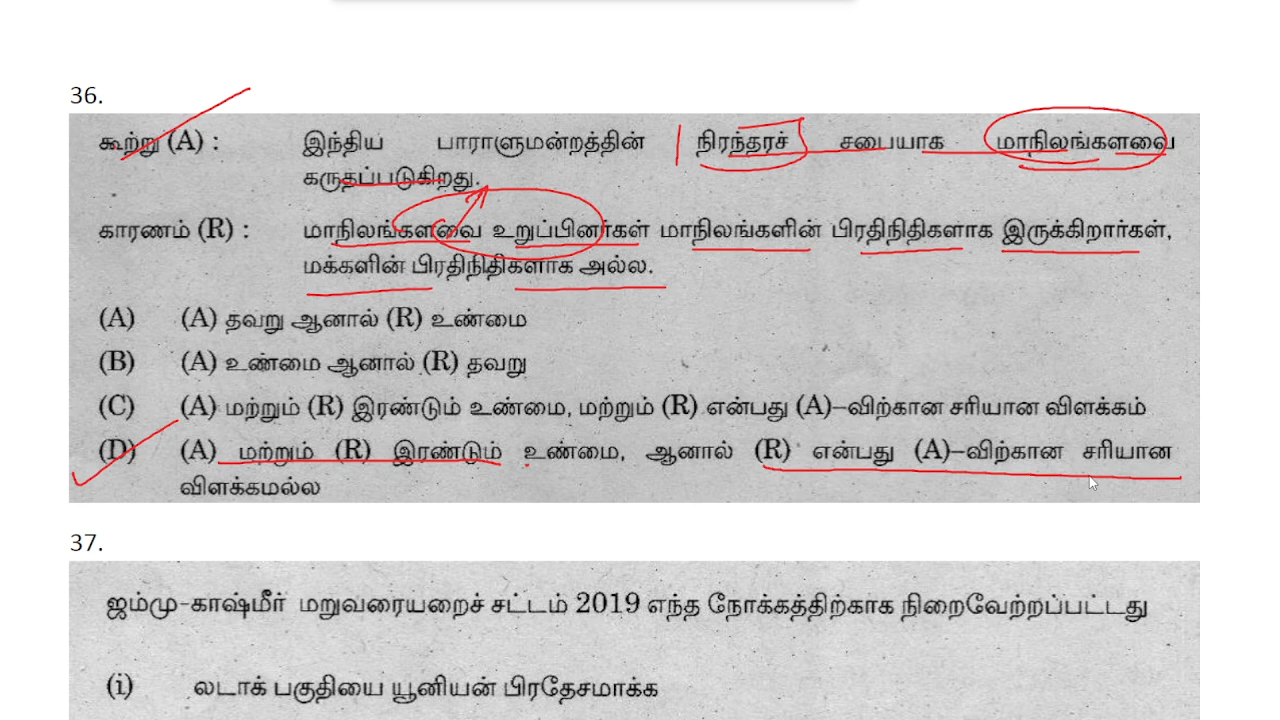 36.
கூற்று (A) : இந்திய பாராளுமன்றத்தின் நிரந்தரச் சபையாக மாநிலங்களவை
கருதப்படுகிறது.
காரணம் (R) : மாநிலங்களவை உறுப்பினர்கள் மாநிலங்களின் பிரதிநிதிகளாக இருக்கிறார்கள்,
மக்களின் பிரதிநிதிகளாக அல்ல.
(A) (A) தவறு ஆனால் (R) உண்மை
(B) (A) உண்மை ஆனால் (R) தவறு
(C) (A) மற்றும் (R) இரண்டும் உண்மை, மற்றும் (R) என்பது (A)–விற்கான சரியான விளக்கம்
(D) (A) மற்றும் (R) இரண்டும் உண்மை, ஆனால் (R) என்பது (A)–விற்கான சரியான
விளக்கமல்ல
37.
ஜம்மு-காஷ்மீர் மறுவரையறைச் சட்டம் 2019 எந்த நோக்கத்திற்காக நிறைவேற்றப்பட்டது
(i) லடாக் பகுதியை யூனியன் பிரதேசமாக்க